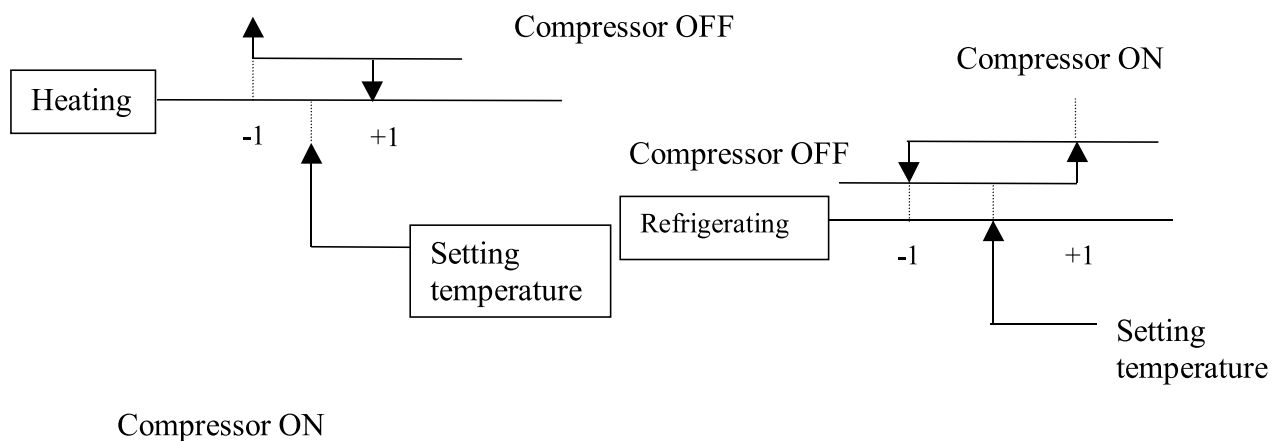 Compressor OFF
Heating
-1
+1
Setting
temperature
Compressor ON
Compressor ON
Compressor OFF
Refrigerating
-1
+1
Setting
temperature